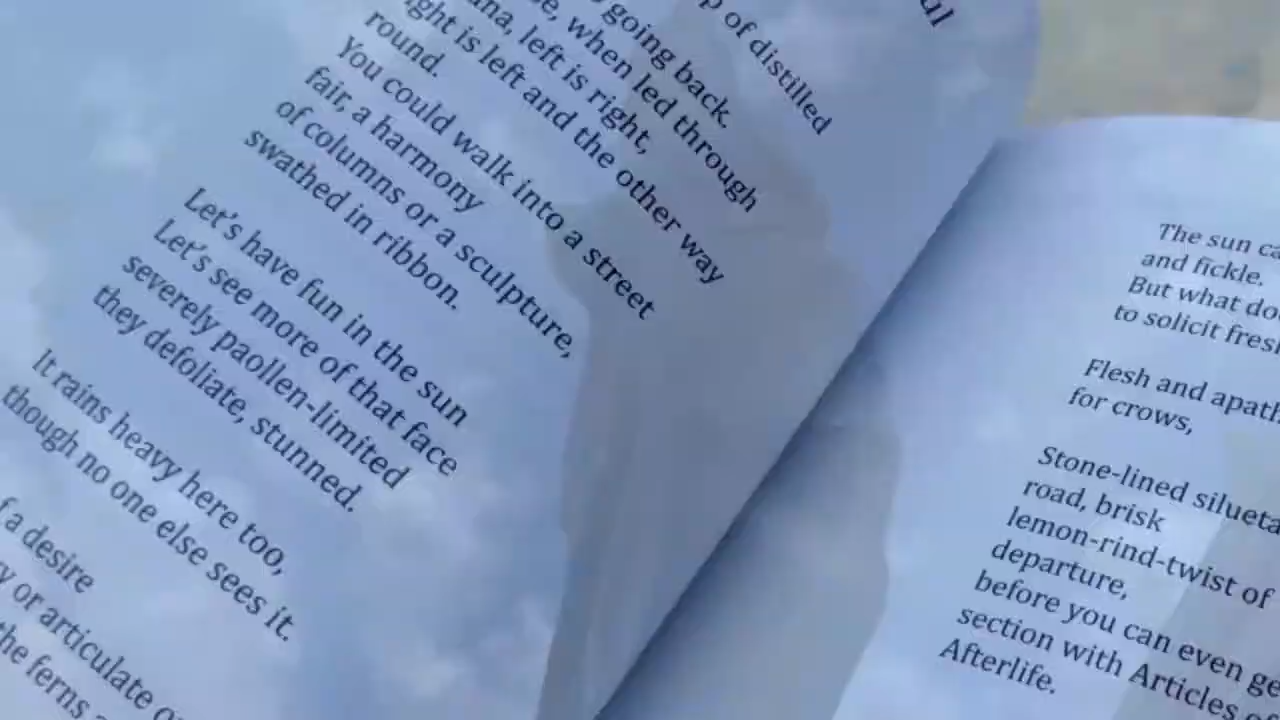 p of distilled
going back.
when led through
left is right,
ght is left and the other way
round.
You could walk into a street
fair, a harmony
of columns or a sculpture,
swathed in ribbon.
Let's have fun in the sun
Let's see more of that face
severely paollen-limited
they defoliate, stunned.
It rains heavy here too,
though no one else sees it.
f a desire
y or articulate
the ferns
The sun ca
and fickle.
But what do
to solicit fres
Flesh and apath
for crows,
Stone-lined silueta
road, brisk
lemon-rind-twist of
departure,
before you can even ge
section with Articles of
Afterlife.